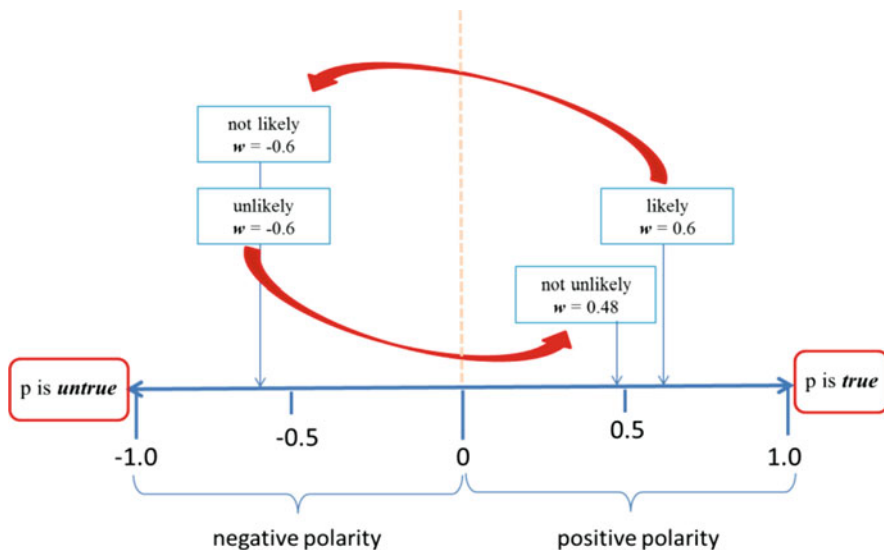 not likely
w = -0.6
unlikely
w = -0.6
likely
w = 0.6
not unlikely
w = 0.48
p is untrue
p is true
-1.0
-0.5
0
0.5
1.0
negative polarity
positive polarity